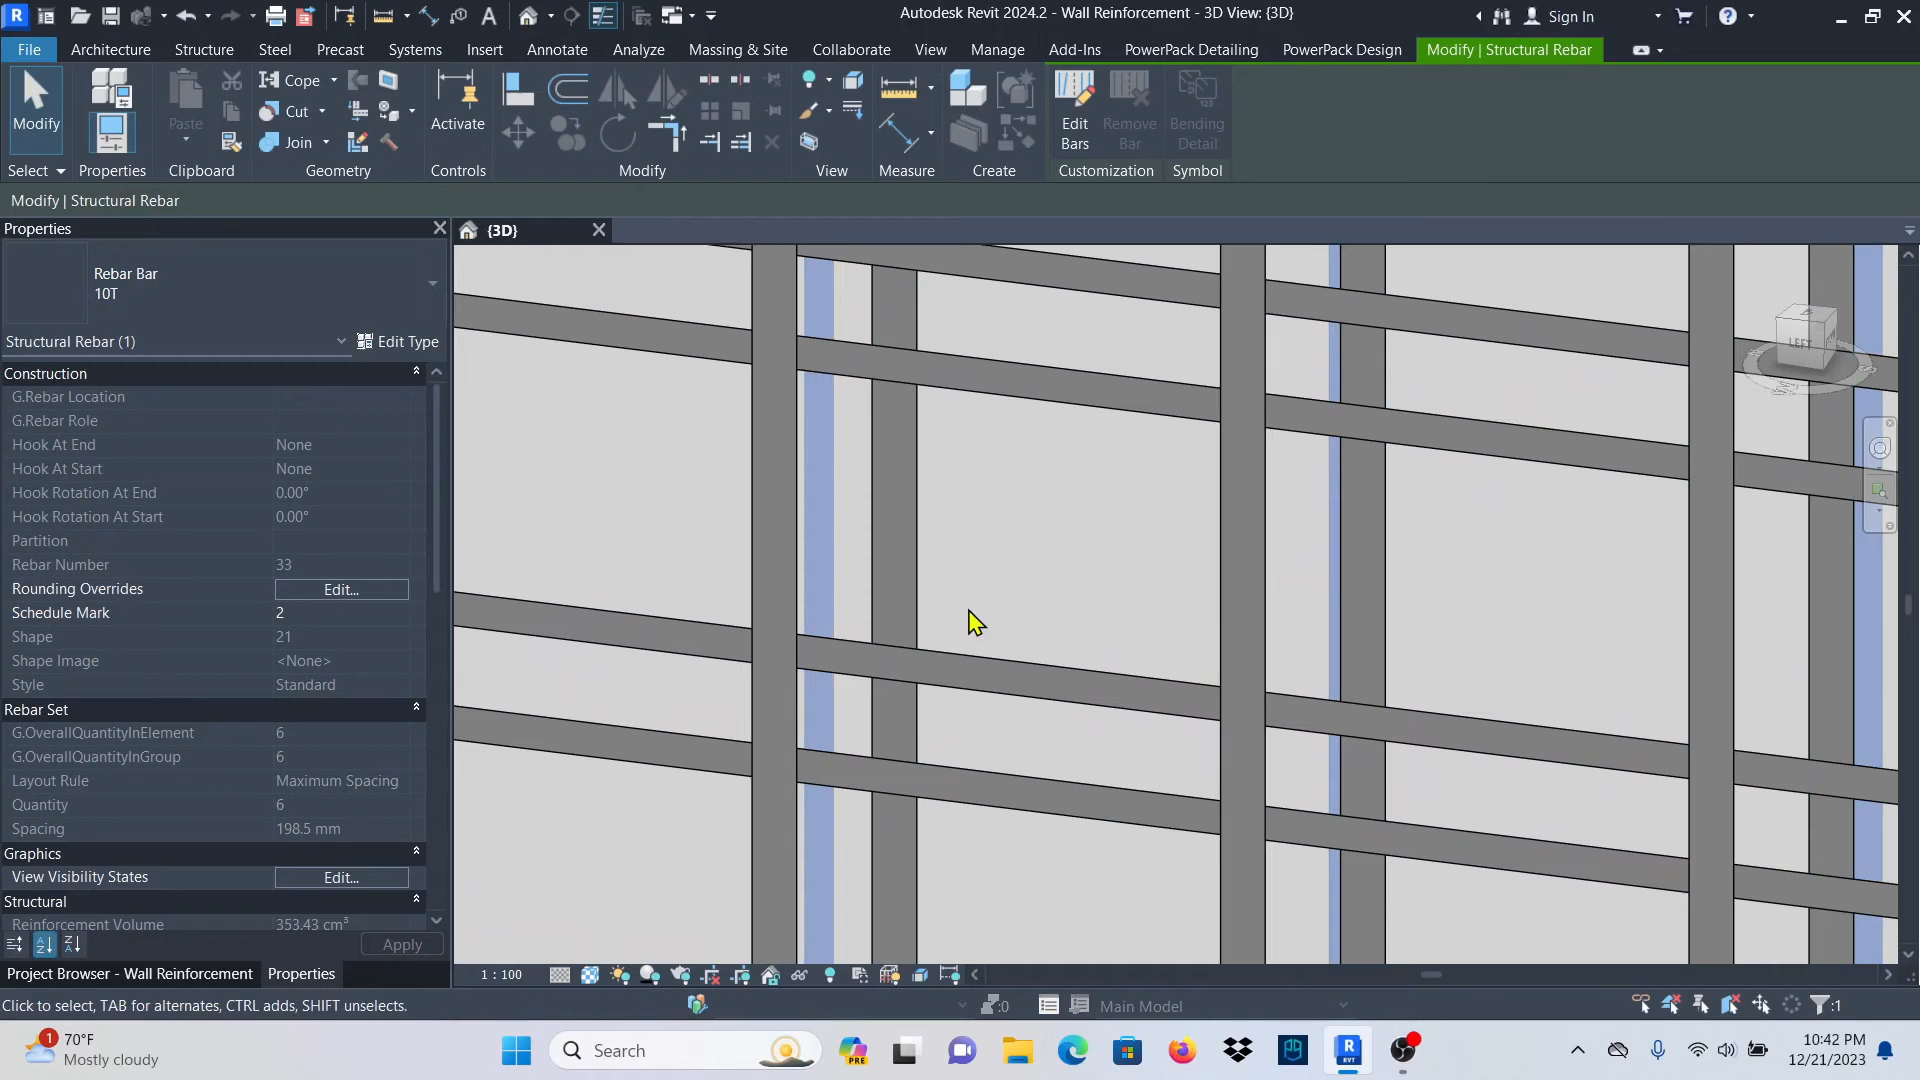 Autodesk Revit 2024.2 - Wall Reinforcement - 3D View: {3D}
Sign In
File Architecture Structure Steel Precast Systems Insert Annotate Analyze Massing & Site Collaborate View Manage Add-Ins PowerPack Detailing PowerPack Design Modify | Structural Rebar
Modify
Paste
Cope
Cut
Join
Activate
Edit Bars
Remove Bar
Bending Detail
Select Properties Clipboard Geometry Controls Modify View Measure Create Customization Symbol
Modify | Structural Rebar
Properties
{3D}
Rebar Bar
10T
Structural Rebar (1)
Edit Type
Construction
G.Rebar Location
G.Rebar Role
Hook At End None
Hook At Start None
Hook Rotation At End 0.00°
Hook Rotation At Start 0.00°
Partition
Rebar Number 33
Rounding Overrides Edit...
Schedule Mark 2
Shape 21
Shape Image <None>
Style Standard
Rebar Set
G.OverallQuantityInElement 6
G.OverallQuantityInGroup 6
Layout Rule Maximum Spacing
Quantity 6
Spacing 198.5 mm
Graphics
View Visibility States Edit...
Structural
Reinforcement Volume 353.43 cm³
Apply
LEFT
Project Browser - Wall Reinforcement Properties
1 : 100
Click to select, TAB for alternates, CTRL adds, SHIFT unselects.
:0
Main Model
:1
1
70°F
Mostly cloudy
Search
PRE
RVT
10:42 PM
12/21/2023